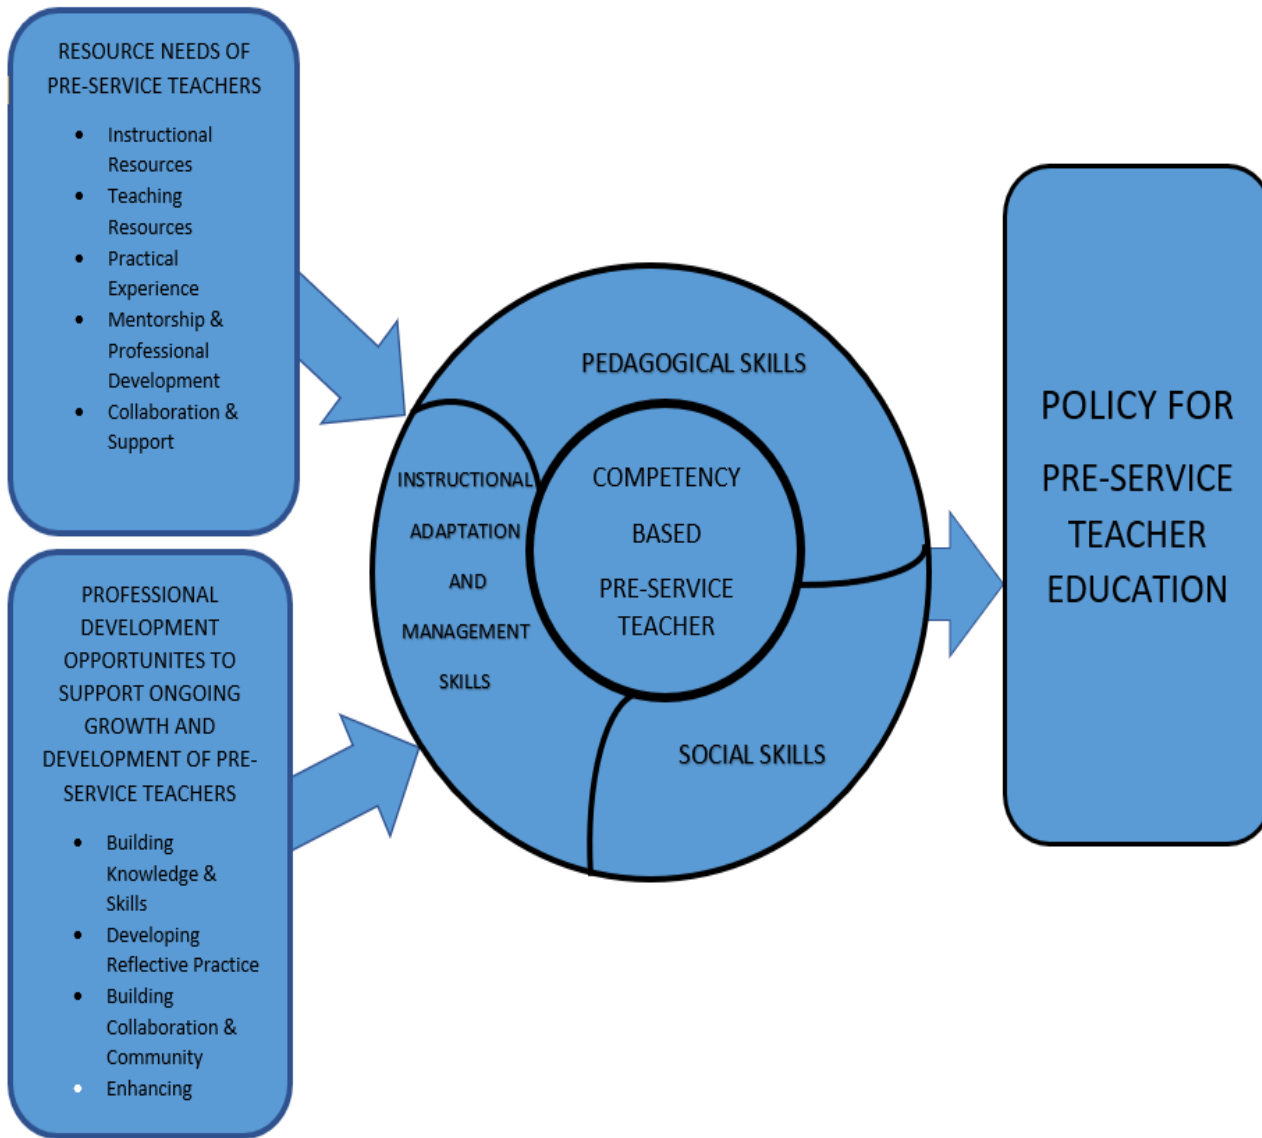 RESOURCE NEEDS OF
PRE-SERVICE TEACHERS
• Instructional
Resources
• Teaching
Resources
• Practical
Experience
• Mentorship &
Professional
Development
• Collaboration &
Support
PROFESSIONAL
DEVELOPMENT
OPPORTUNITES TO
SUPPORT ONGOING
GROWTH AND
DEVELOPMENT OF PRE-
SERVICE TEACHERS
• Building
Knowledge &
Skills
• Developing
Reflective Practice
• Building
Collaboration &
Community
• Enhancing
PEDAGOGICAL SKILLS
INSTRUCTIONAL
ADAPTATION
AND
MANAGEMENT
SKILLS
COMPETENCY
BASED
PRE-SERVICE
TEACHER
SOCIAL SKILLS
POLICY FOR
PRE-SERVICE
TEACHER
EDUCATION